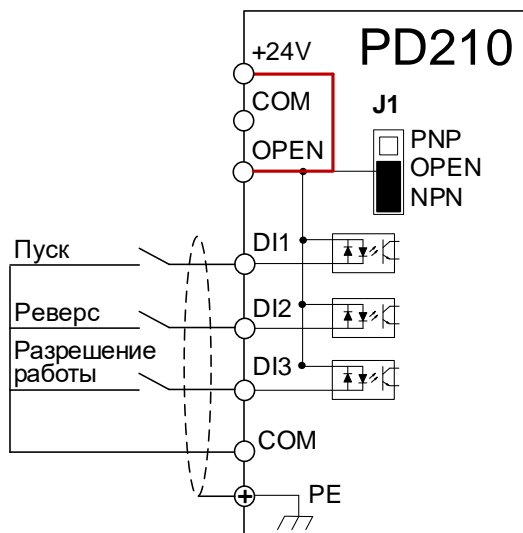 PD210
+24V
COM
OPEN
J1
PNP
OPEN
NPN
Пуск
DI1
Реверс
DI2
Разрешение
работы
DI3
COM
PE